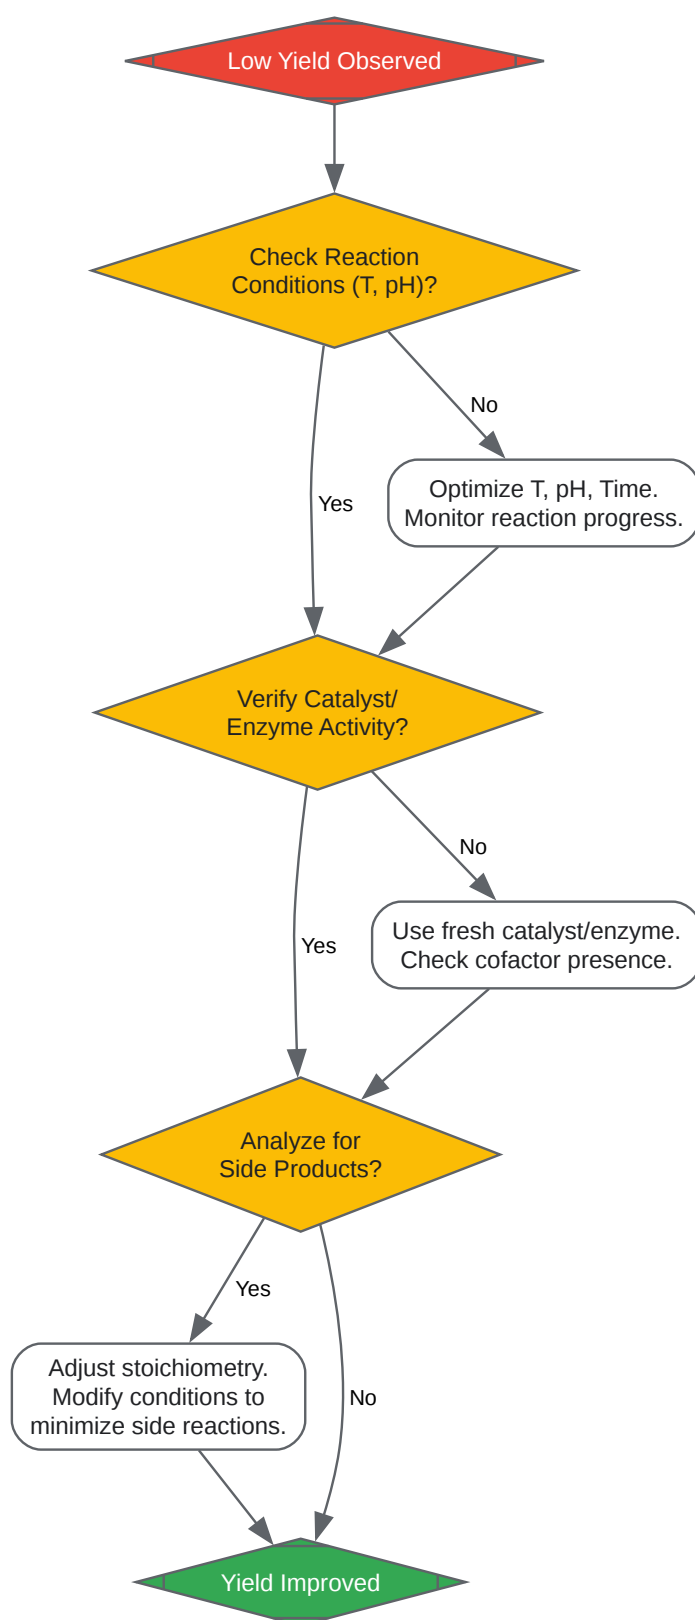 Low Yield Observed
Check Reaction
Conditions (T, pH)?
No
Yes
Optimize T, pH, Time.
Monitor reaction progress.
Verify Catalyst/
Enzyme Activity?
No
Yes
Use fresh catalyst/enzyme.
Check cofactor presence.
Analyze for
Side Products?
Yes
No
Adjust stoichiometry.
Modify conditions to
minimize side reactions.
Yield Improved